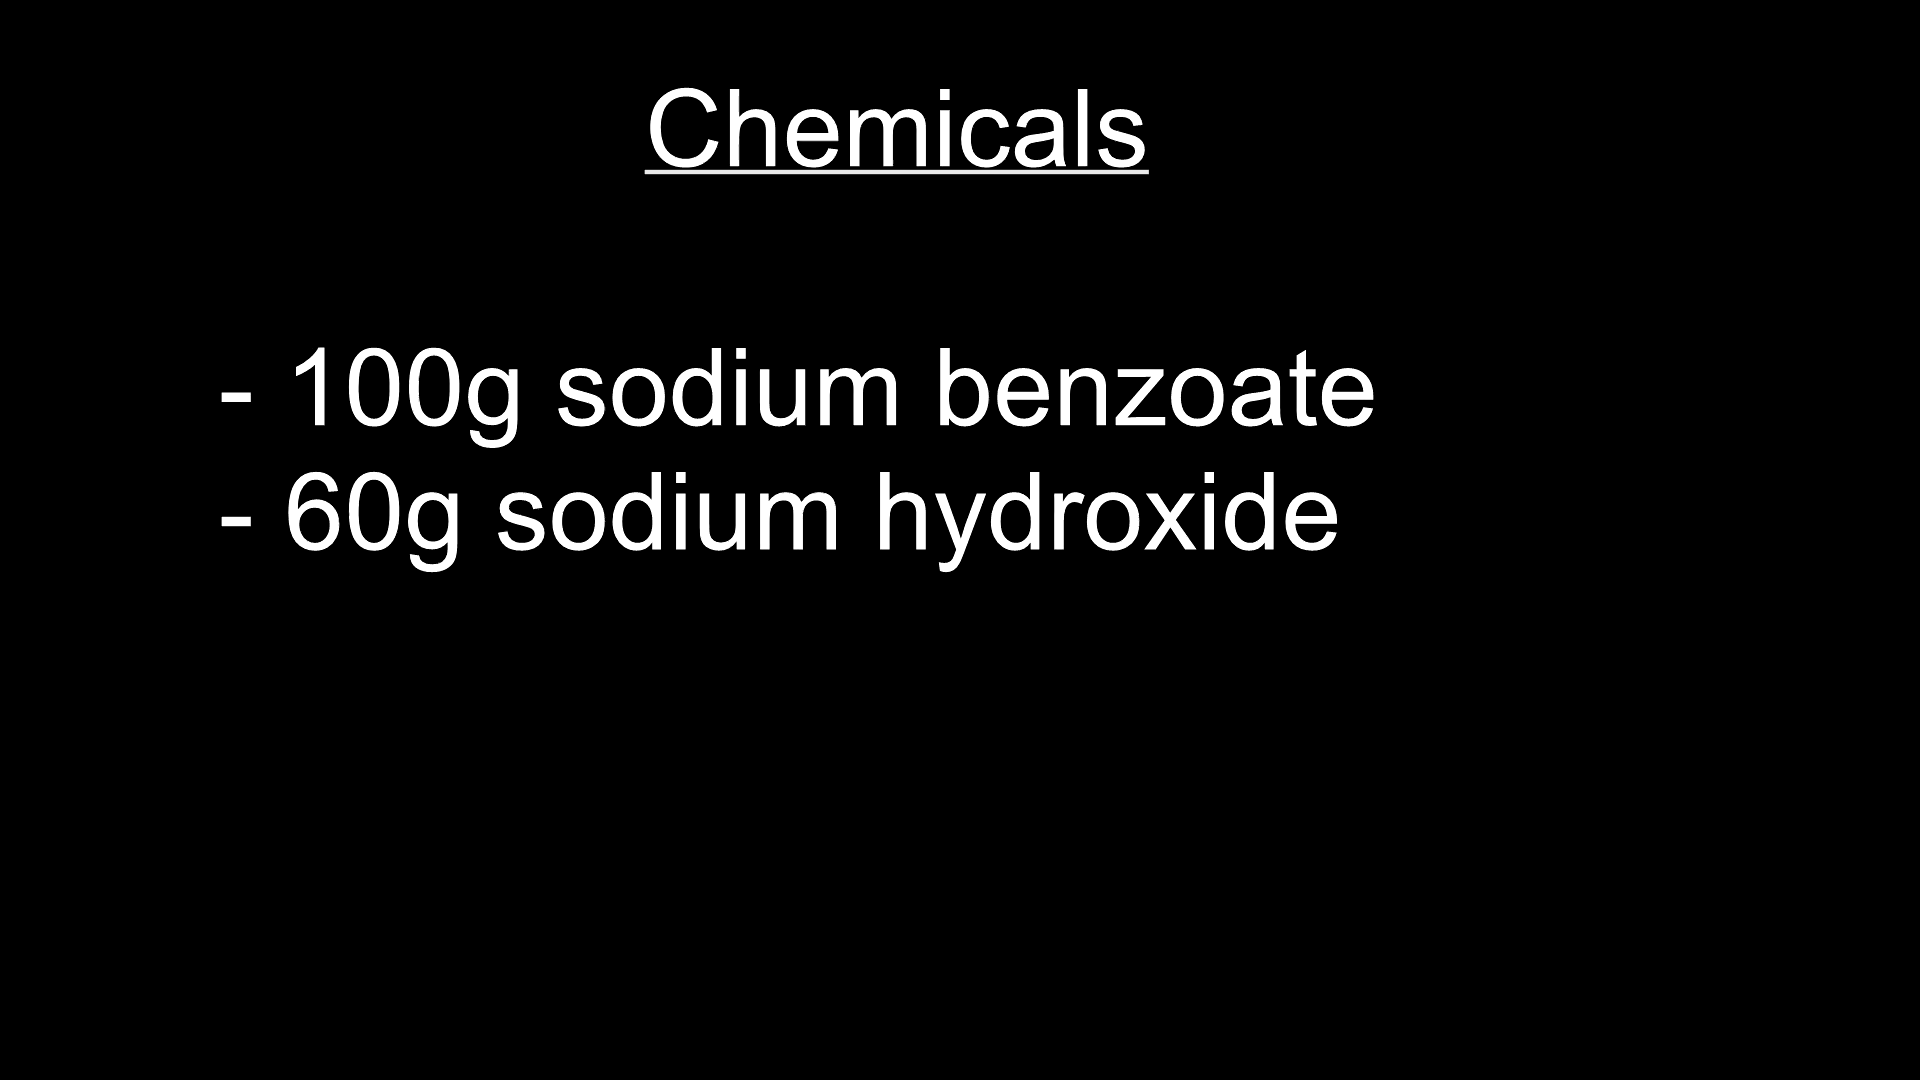 Chemicals
- 100g sodium benzoate
- 60g sodium hydroxide